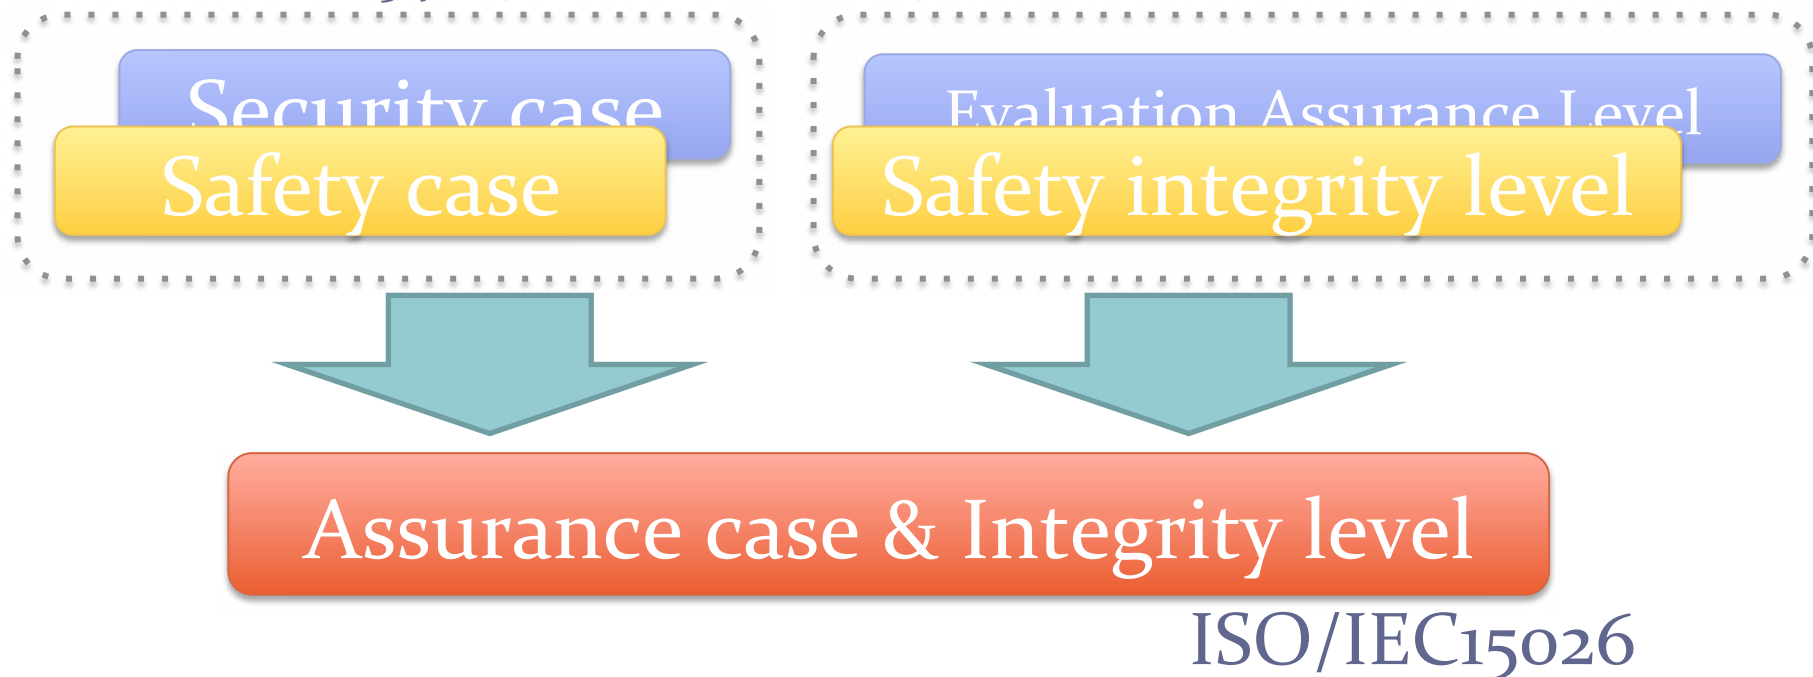 Security case
Safety case
Evaluation Assurance Level
Safety integrity level
Assurance case & Integrity level
ISO/IEC15026